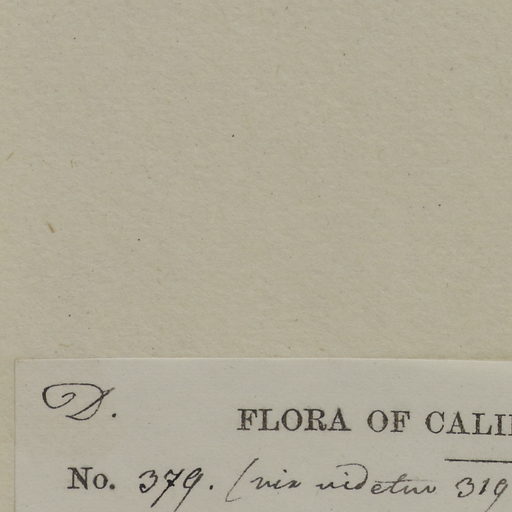 D.
FLORA OF CALI
No. 379. (vix videtur 319